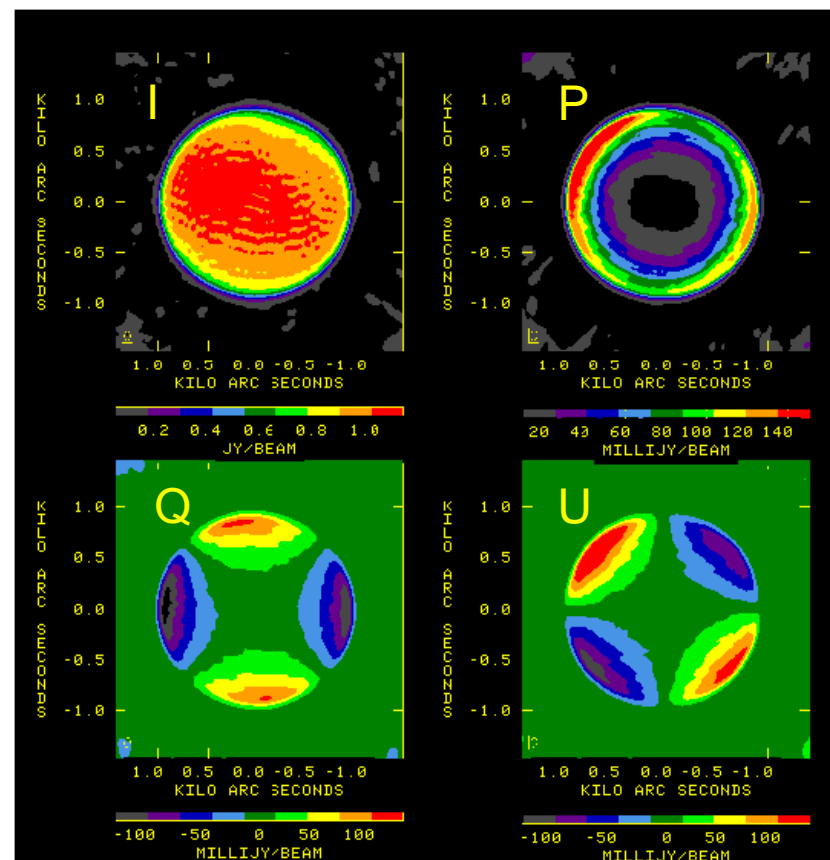 I
KILO ARC SECONDS
1.0
0.5
0.0
-0.5
-1.0
1.0 0.5 0.0 -0.5 -1.0
KILO ARC SECONDS
0.2 0.4 0.6 0.8 1.0
JY/BEAM
P
KILO ARC SECONDS
1.0
0.5
0.0
-0.5
-1.0
1.0 0.5 0.0 -0.5 -1.0
KILO ARC SECONDS
20 40 60 80 100 120 140
MILLIJY/BEAM
Q
KILO ARC SECONDS
1.0
0.5
0.0
-0.5
-1.0
1.0 0.5 0.0 -0.5 -1.0
KILO ARC SECONDS
-100 -50 0 50 100
MILLIJY/BEAM
U
KILO ARC SECONDS
1.0
0.5
0.0
-0.5
-1.0
1.0 0.5 0.0 -0.5 -1.0
KILO ARC SECONDS
-100 -50 0 50 100
MILLIJY/BEAM